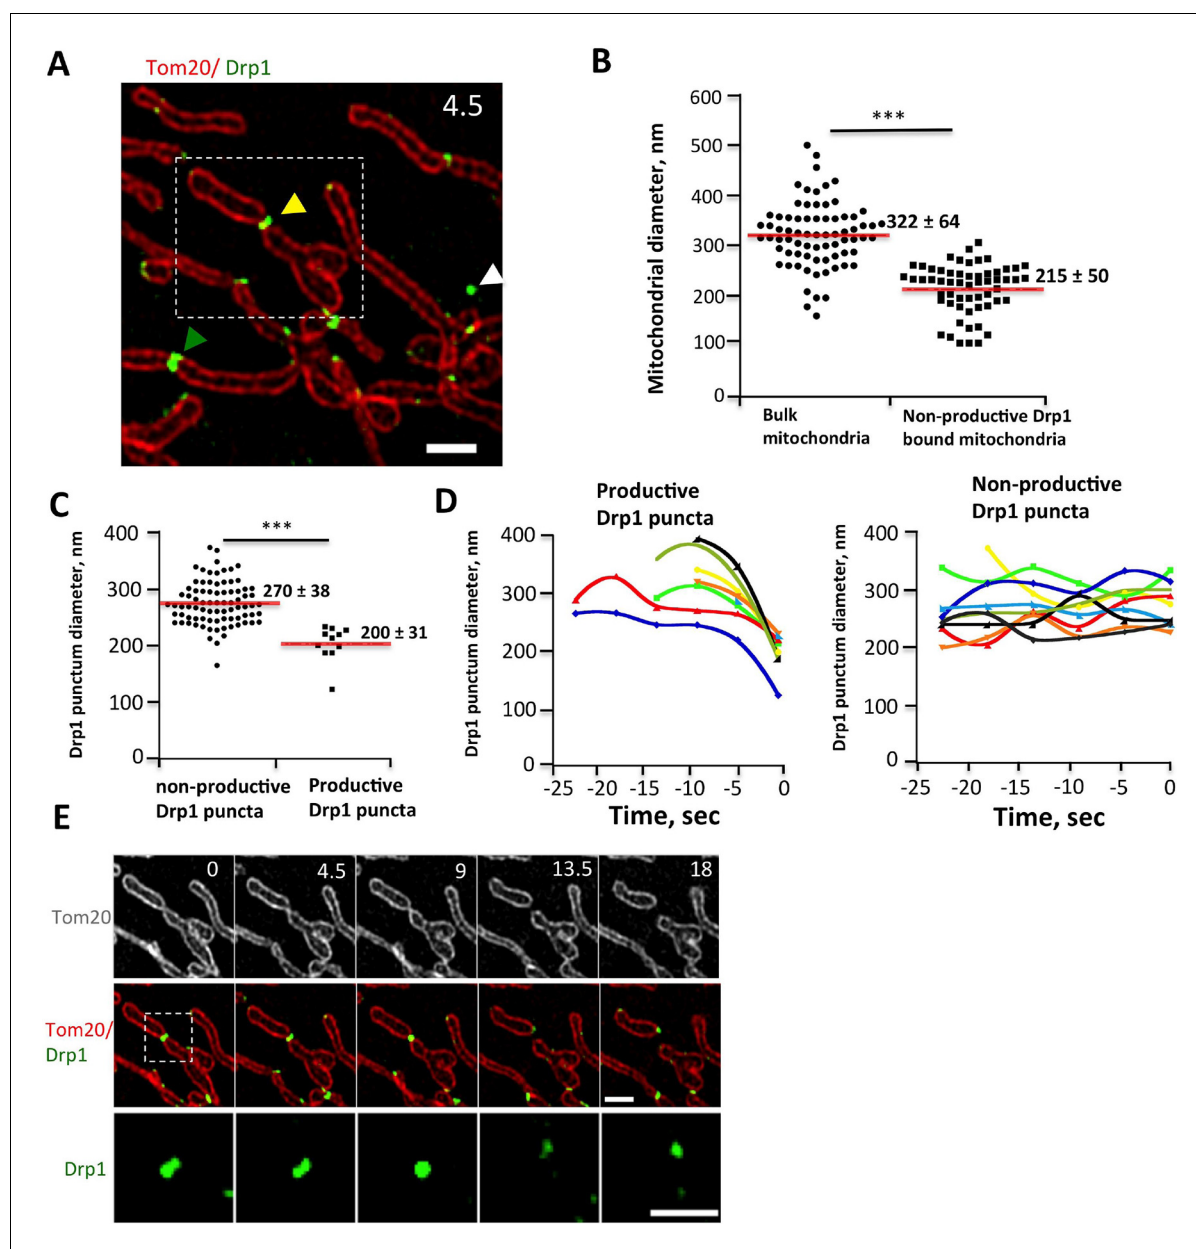 A
Tom20/ Drp1
4.5
B
Mitochondrial diameter, nm
600
500
400
300
200
100
0
***
322 ± 64
215 ± 50
Bulk
mitochondria
Non-productive Drp1
bound mitochondria
C
Drp1 punctum diameter, nm
400
300
200
100
0
***
270 ± 38
200 ± 31
non-productive
Drp1 puncta
Productive
Drp1 puncta
D
Productive
Drp1 puncta
Drp1 punctum diameter, nm
400
300
200
100
0
-25 -20 -15 -10 -5 0
Time, sec
Non-productive
Drp1 puncta
Drp1 punctum diameter, nm
400
300
200
100
0
-25 -20 -15 -10 -5 0
Time, sec
E
0 4.5 9 13.5 18
Tom20
Tom20/
Drp1
Drp1